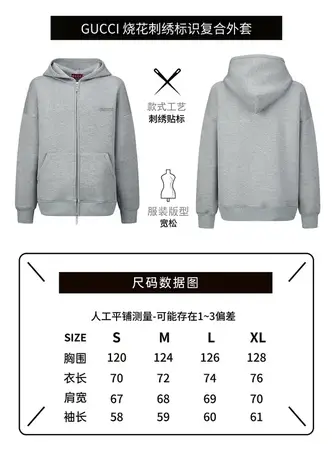 GUCCI 烧花刺绣标识复合外套
款式工艺
刺绣贴标
服装版型
宽松
尺码数据图
人工平铺测量-可能存在1~3偏差
SIZE S M L XL
胸围 120 124 126 128
衣长 70 72 74 76
肩宽 67 68 69 70
袖长 58 59 60 61